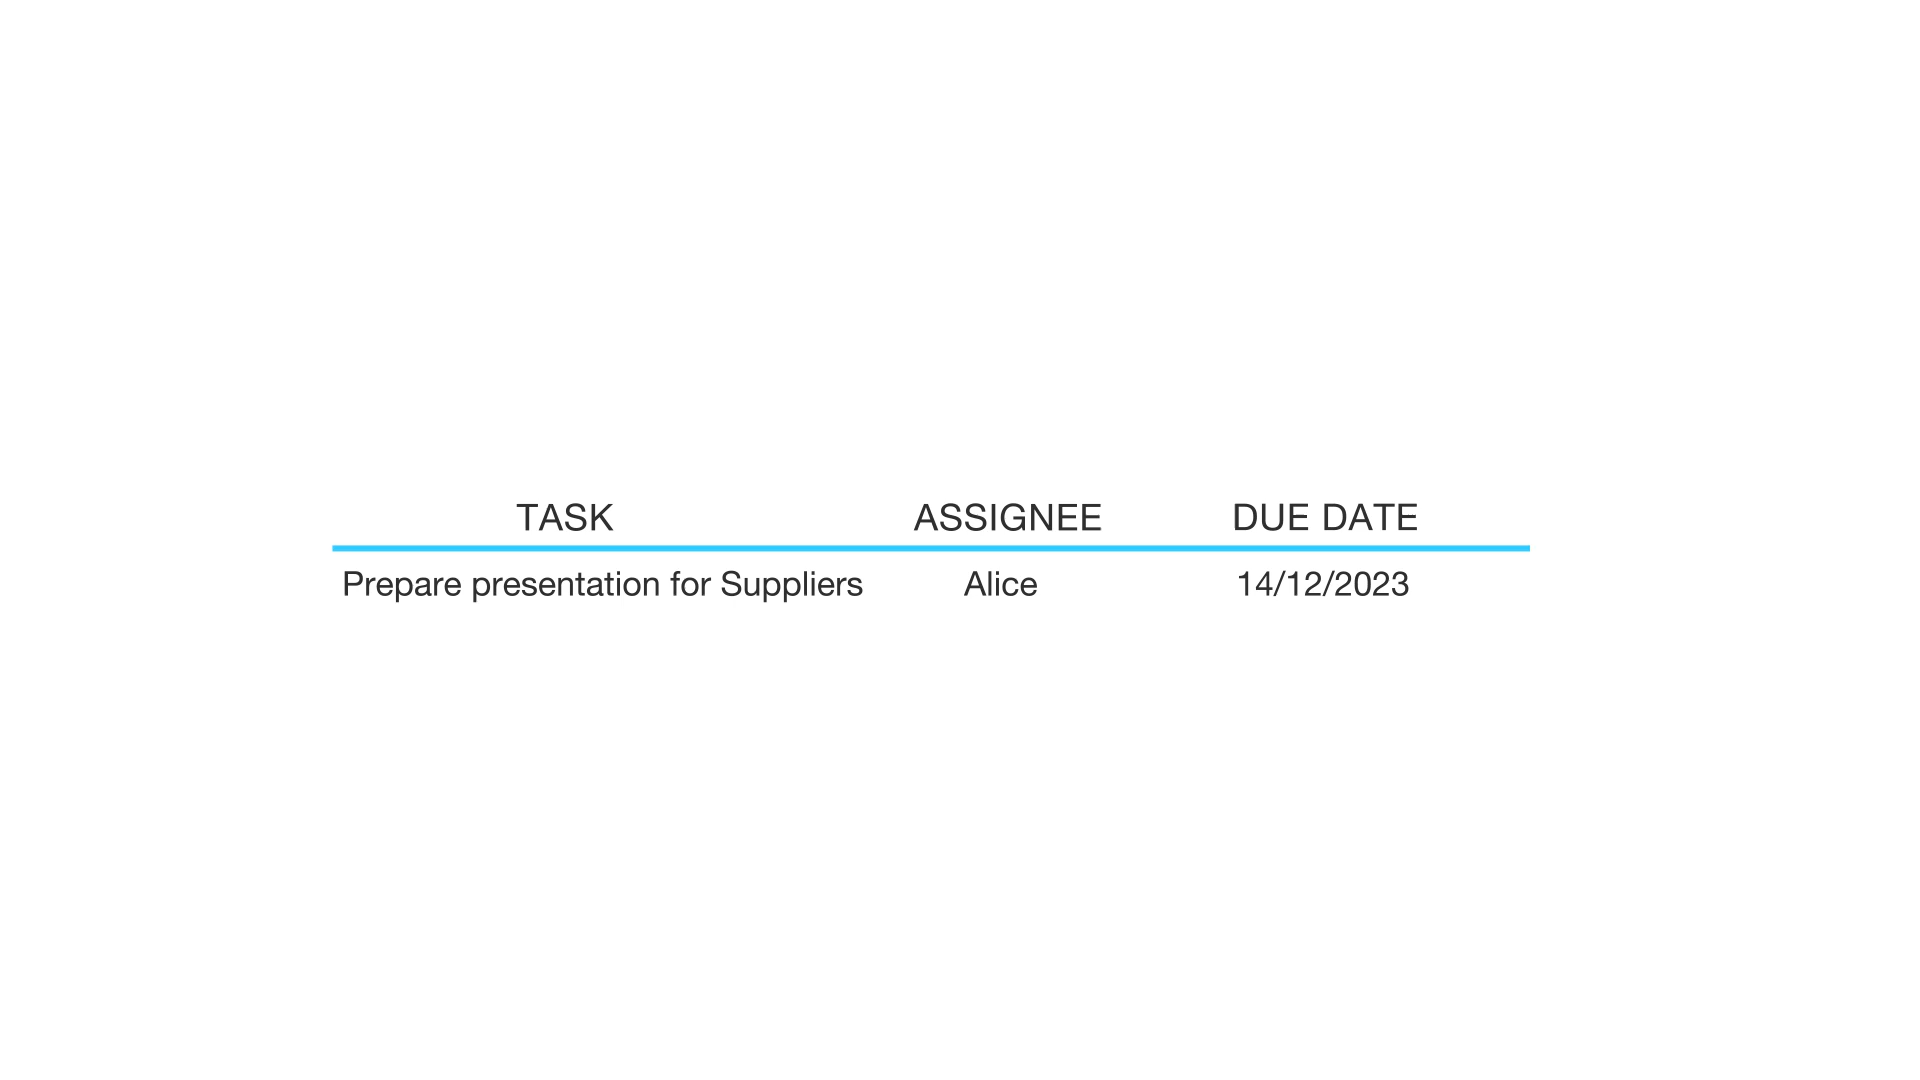 TASK ASSIGNEE DUE DATE
Prepare presentation for Suppliers Alice 14/12/2023